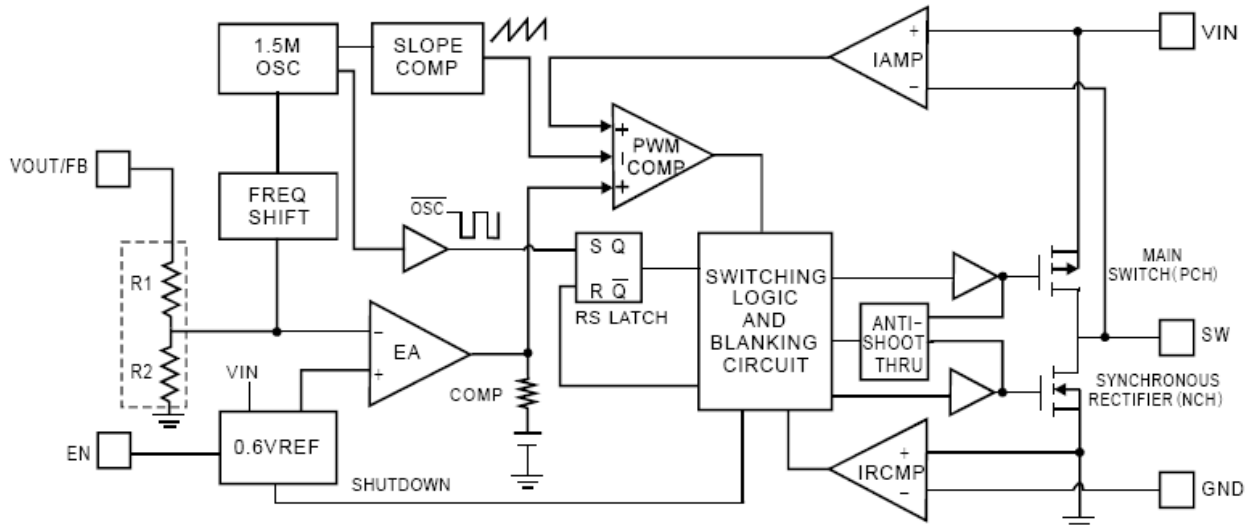 1.5M
OSC
SLOPE
COMP
+
IAMP
−
VIN
+
−
+
PWM
COMP
VOUT/FB
FREQ
SHIFT
OSC
R1
R2
S Q
R Q
RS LATCH
SWITCHING
LOGIC
AND
BLANKING
CIRCUIT
MAIN
SWITCH(PCH)
ANTI-
SHOOT
THRU
SW
−
EA
+
VIN
COMP
SYNCHRONOUS
RECTIFIER (NCH)
EN
0.6VREF
SHUTDOWN
+
IRCMP
−
GND